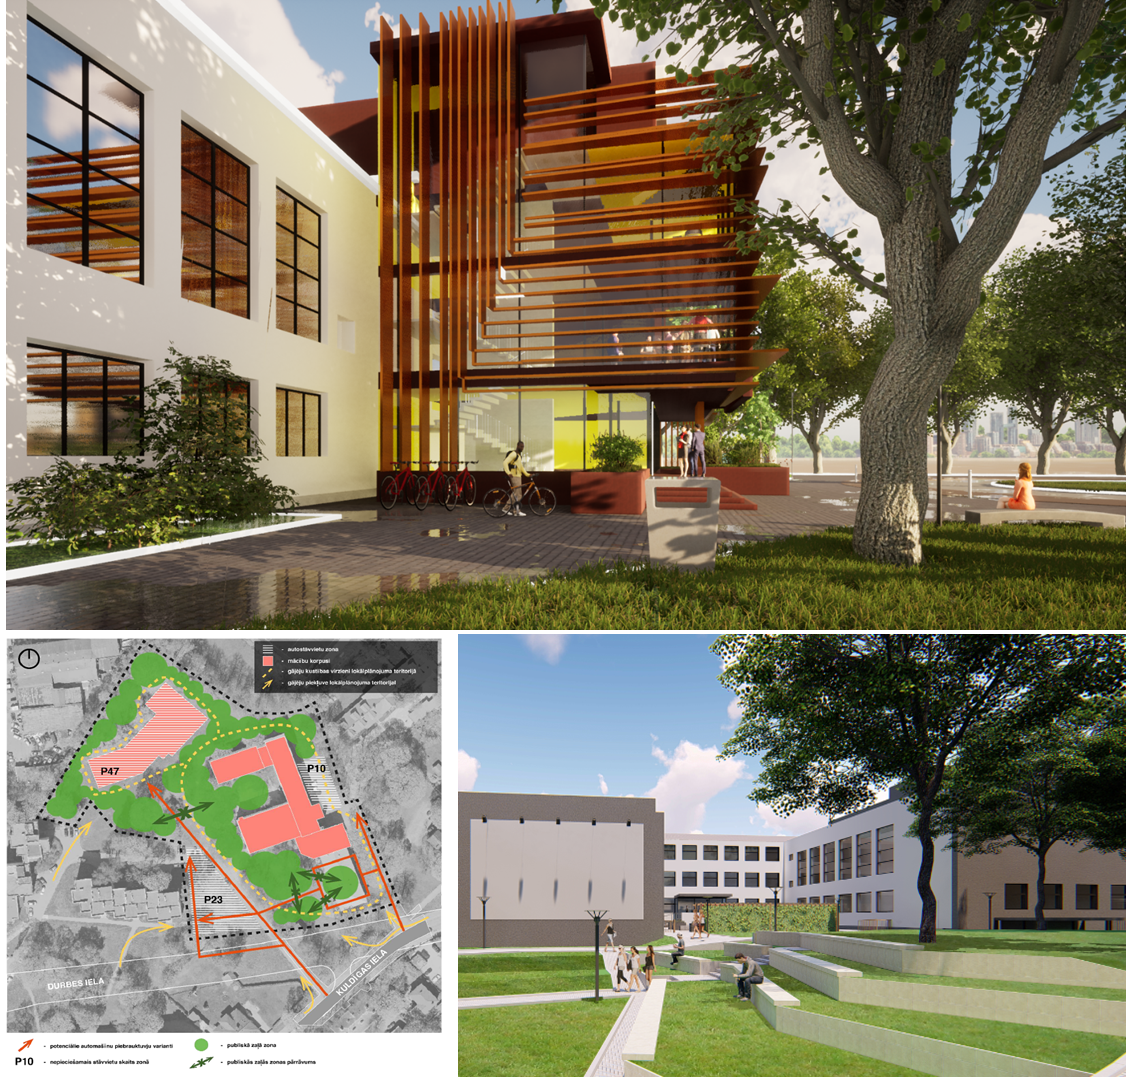 - autostāvvietu zona
- mācību korpusi
- gājēju kustības virzieni lokālplānojuma teritorijā
- gājēju piekļuve lokālplānojuma teritorijai
P47
P10
P23
DURBES IELA
KULDĪGAS IELA
- potenciālie automašīnu piebrauktuvju varianti
- publiskā zaļā zona
P10 - nepieciešamais stāvvietu skaits zonā
- publiskās zaļās zonas pārrāvums